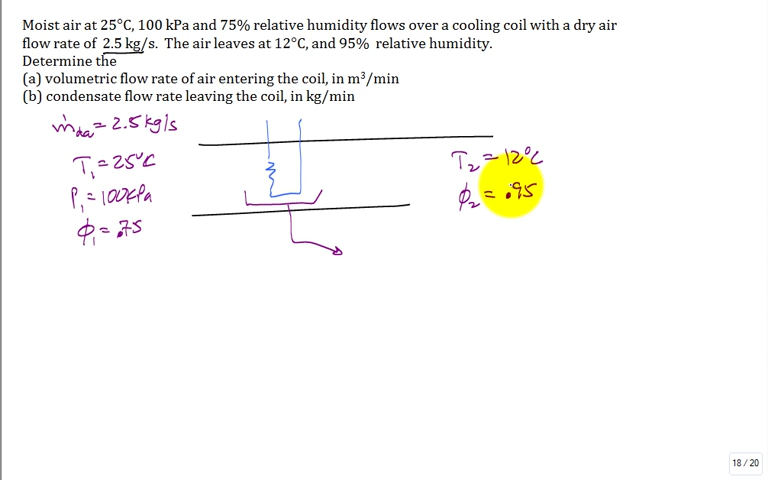 Moist air at 25°C, 100 kPa and 75% relative humidity flows over a cooling coil with a dry air
flow rate of 2.5 kg/s. The air leaves at 12°C, and 95% relative humidity.
Determine the
(a) volumetric flow rate of air entering the coil, in m³/min
(b) condensate flow rate leaving the coil, in kg/min
ṁda = 2.5 kg/s
T₁ = 25°C
P₁ = 100kPa
ϕ₁ = .75
T₂ = 12°C
ϕ₂ = .95
18 / 20